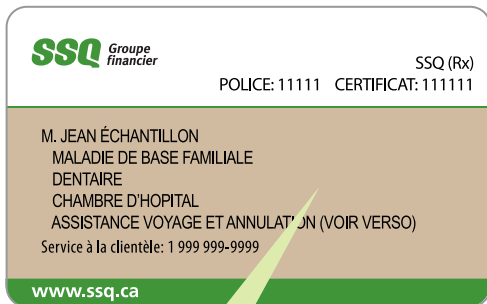 SSQ Groupe financier
SSQ (Rx)
POLICE: 11111 CERTIFICAT: 111111
M. JEAN ÉCHANTILLON
MALADIE DE BASE FAMILIALE
DENTAIRE
CHAMBRE D'HOPITAL
ASSISTANCE VOYAGE ET ANNULATION (VOIR VERSO)
Service à la clientèle: 1 999 999-9999
www.ssq.ca